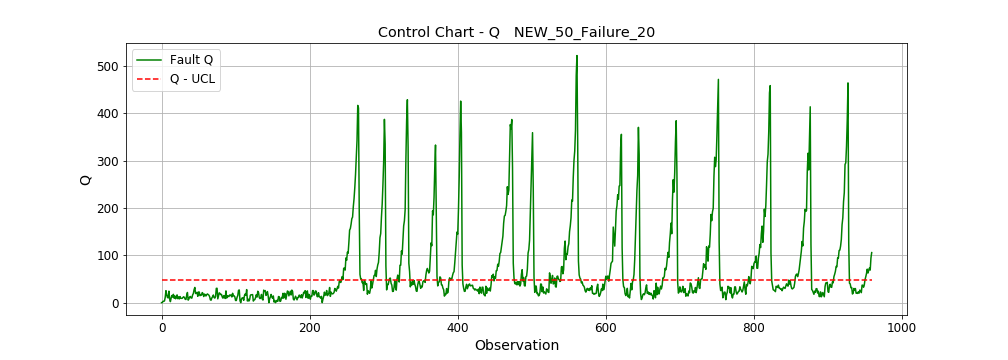 Control Chart - Q   NEW_50_Failure_20
Fault Q
Q - UCL
Q
500
400
300
200
100
0
0 200 400 600 800 1000
Observation